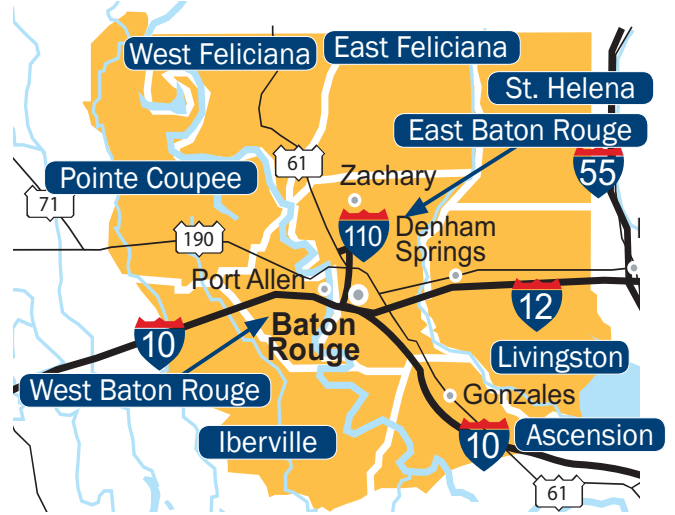 West Feliciana
East Feliciana
St. Helena
East Baton Rouge
61
55
Zachary
Pointe Coupee
71
110
190
Denham
Springs
Port Allen
12
10
Baton
Rouge
Livingston
West Baton Rouge
Gonzales
Iberville
10
Ascension
61